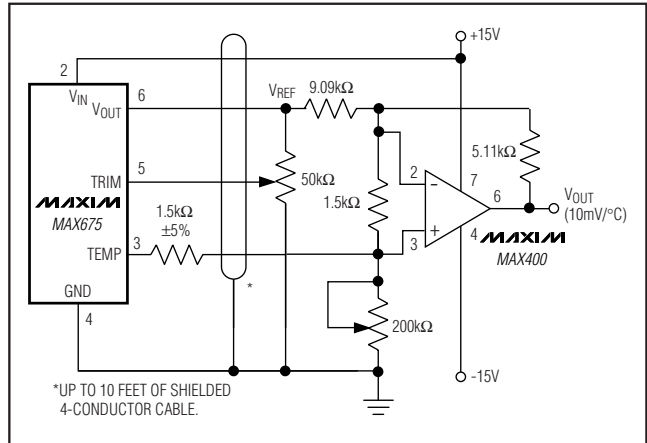 +15V
2
VIN
VOUT
6
VREF
9.09kΩ
5.11kΩ
TRIM
5
50kΩ
1.5kΩ
2
-
7
6
VOUT
(10mV/°C)
MAXIM
MAX675
1.5kΩ
±5%
TEMP
3
+
3
4
MAXIM
MAX400
GND
4
*
200kΩ
-15V
*UP TO 10 FEET OF SHIELDED
4-CONDUCTOR CABLE.